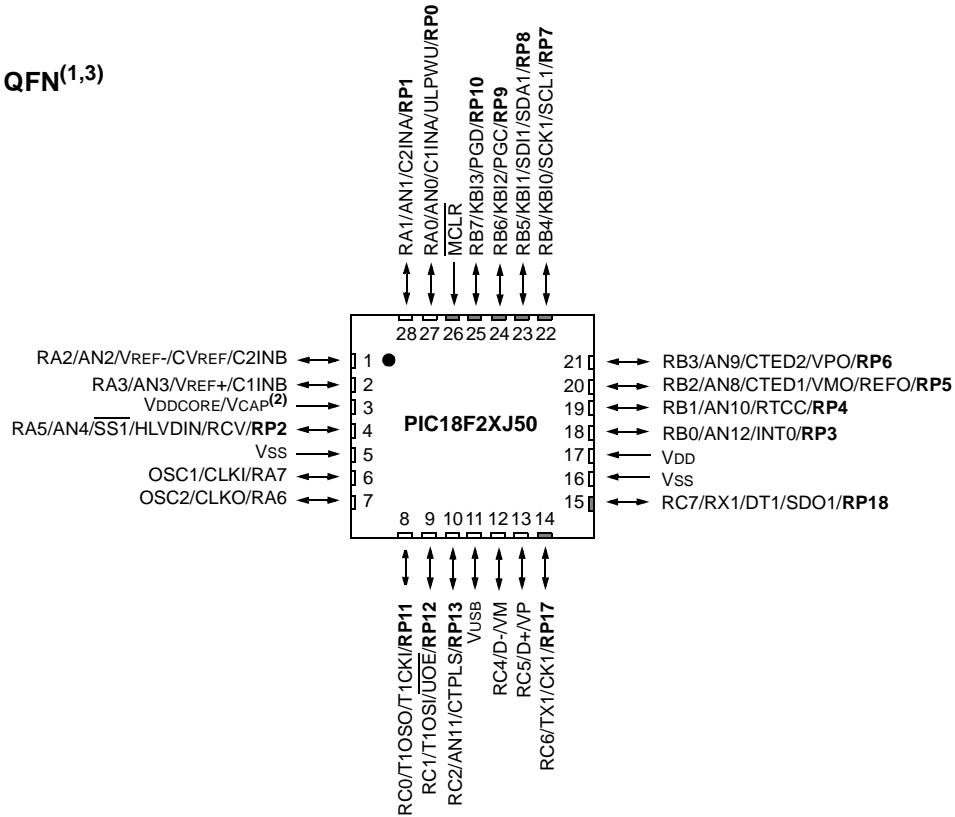 QFN(1,3)
RA1/AN1/C2INA/RP1
RA0/AN0/C1INA/ULPWU/RP0
MCLR
RB7/KBI3/PGD/RP10
RB6/KBI2/PGC/RP9
RB5/KBI1/SDI1/SDA1/RP8
RB4/KBI0/SCK1/SCL1/RP7
28 27 26 25 24 23 22
RA2/AN2/VREF-/CVREF/C2INB
RA3/AN3/VREF+/C1INB
VDDCORE/VCAP(2)
RA5/AN4/SS1/HLVDIN/RCV/RP2
VSS
OSC1/CLKI/RA7
OSC2/CLKO/RA6
1
2
3
4
5
6
7
PIC18F2XJ50
21
20
19
18
17
16
15
RB3/AN9/CTED2/VPO/RP6
RB2/AN8/CTED1/VMO/REFO/RP5
RB1/AN10/RTCC/RP4
RB0/AN12/INT0/RP3
VDD
VSS
RC7/RX1/DT1/SDO1/RP18
8 9 10 11 12 13 14
RC0/T1OSO/T1CKI/RP11
RC1/T1OSI/UOE/RP12
RC2/AN11/CTPLS/RP13
VUSB
RC4/D-/VM
RC5/D+/VP
RC6/TX1/CK1/RP17